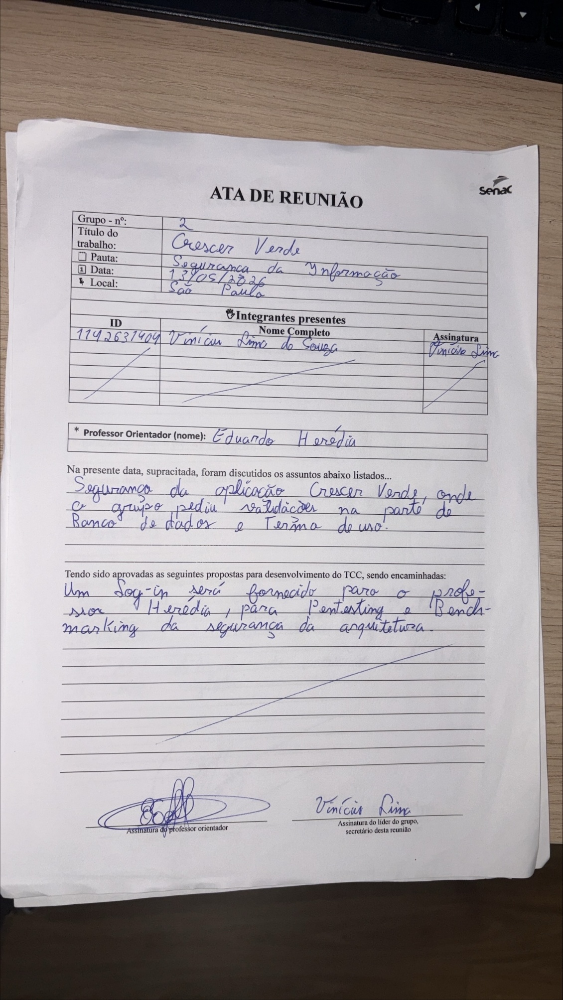 Senac
ATA DE REUNIÃO
Grupo - nº: 2
Título do trabalho: Crescer Verde
Pauta: Segurança da Informação
Data: 13/05/2026
Local: São Paulo
Integrantes presentes
ID Nome Completo Assinatura
1142631404 Vinícius Lima de Souza Vinícius Lima
* Professor Orientador (nome): Eduardo Herédia
Na presente data, supracitada, foram discutidos os assuntos abaixo listados...
Segurança da aplicação Crescer Verde, onde
o grupo pediu validações na parte de
Banco de dados e Termo de uso.
Tendo sido aprovadas as seguintes propostas para desenvolvimento do TCC, sendo encaminhadas:
Um Log-in será fornecido para o profe-
ssor Herédia, para Pentesting e Bench-
marking da segurança da arquitetura.
Vinícius Lima
Assinatura do professor orientador
Assinatura do líder do grupo,
secretário desta reunião